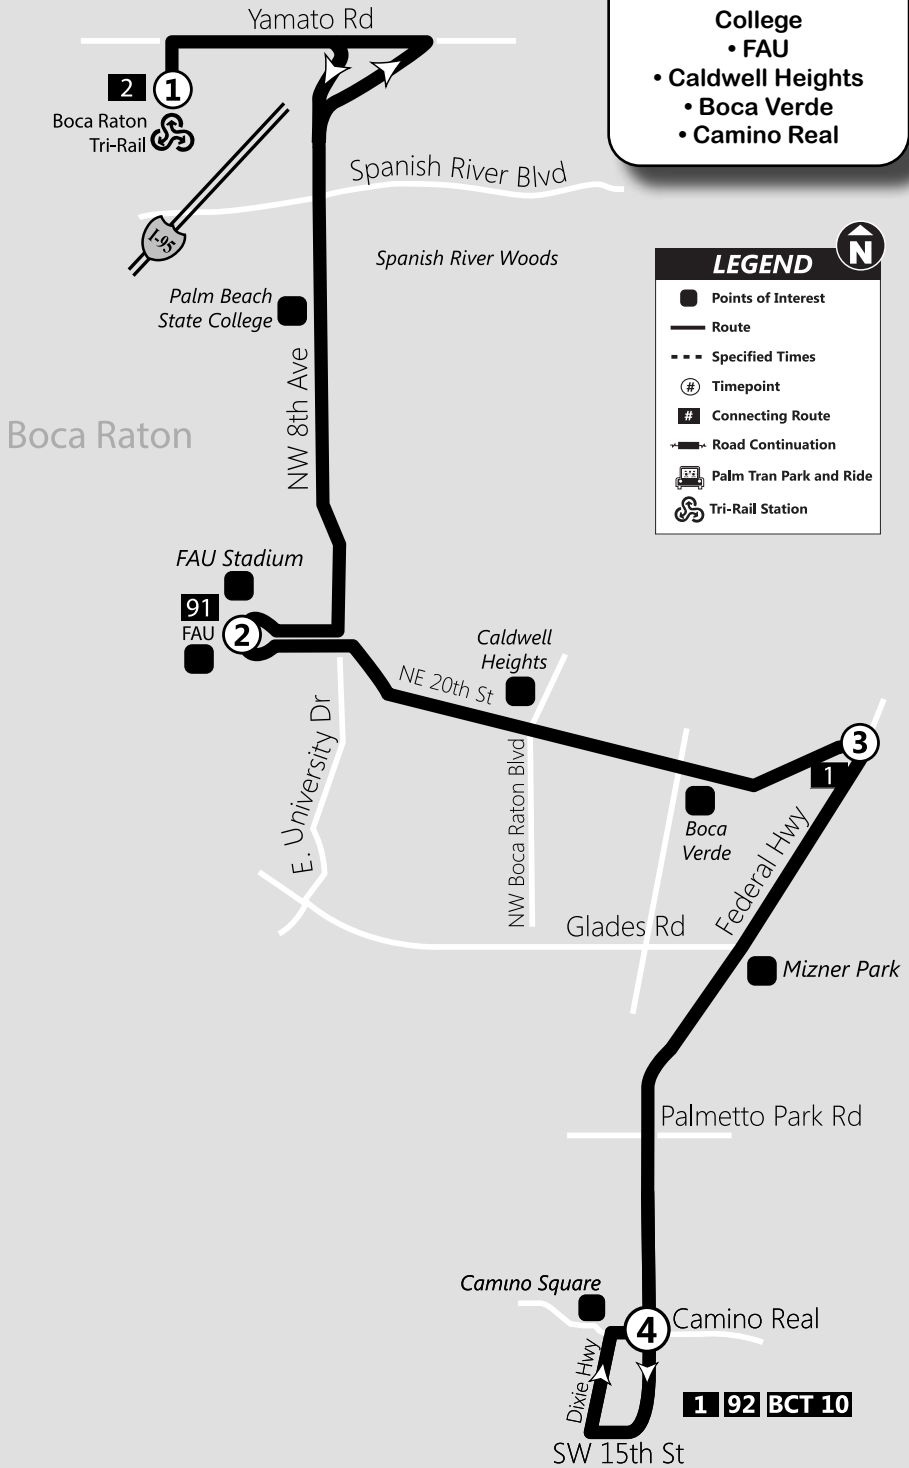 Yamato Rd
College
• FAU
• Caldwell Heights
• Boca Verde
• Camino Real
2
1
Boca Raton
Tri-Rail
Spanish River Blvd
I-95
Spanish River Woods
N
LEGEND
Points of Interest
Route
Specified Times
# Timepoint
# Connecting Route
Road Continuation
Palm Tran Park and Ride
Tri-Rail Station
Palm Beach
State College
NW 8th Ave
Boca Raton
FAU Stadium
91
FAU
2
Caldwell
Heights
NE 20th St
E. University Dr
NW Boca Raton Blvd
3
1
Boca
Verde
Federal Hwy
Glades Rd
Mizner Park
Palmetto Park Rd
Camıno Square
4
Camino Real
Dixie Hwy
1 92 BCT 10
SW 15th St